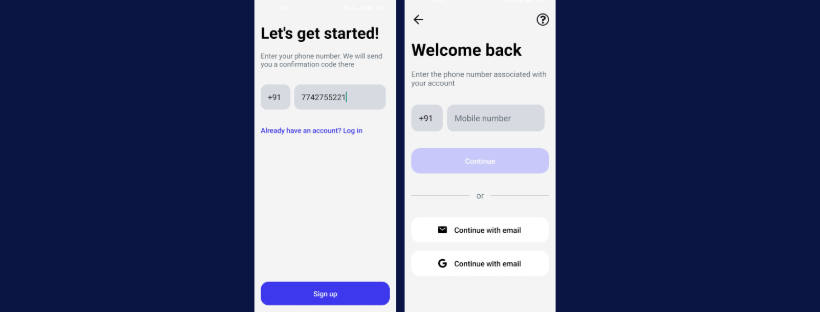 Let's get started!
Enter your phone number. We will send
you a confirmation code there
+91
7742755221
Already have an account? Log in
Sign up
Welcome back
Enter the phone number associated with
your account
+91
Mobile number
Continue
or
Continue with email
G Continue with email